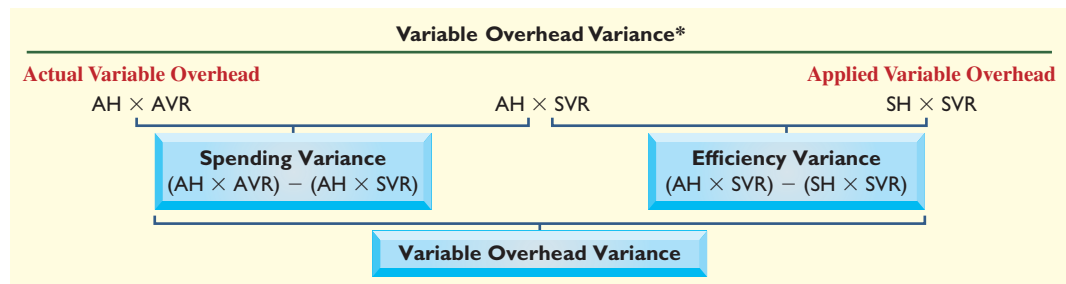 Variable Overhead Variance*
Actual Variable Overhead Applied Variable Overhead
AH × AVR AH × SVR SH × SVR
Spending Variance Efficiency Variance
(AH × AVR) − (AH × SVR) (AH × SVR) − (SH × SVR)
Variable Overhead Variance